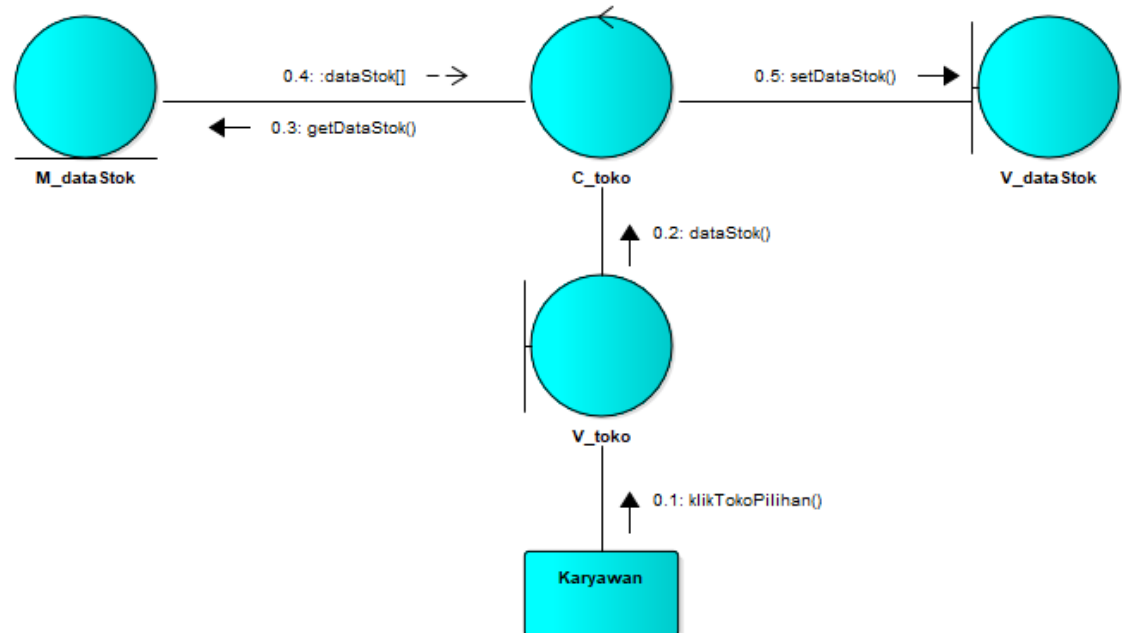 0.4: :dataStok[]
0.5: setDataStok()
0.3: getDataStok()
M_dataStok
C_toko
V_dataStok
0.2: dataStok()
V_toko
0.1: klikTokoPilihan()
Karyawan